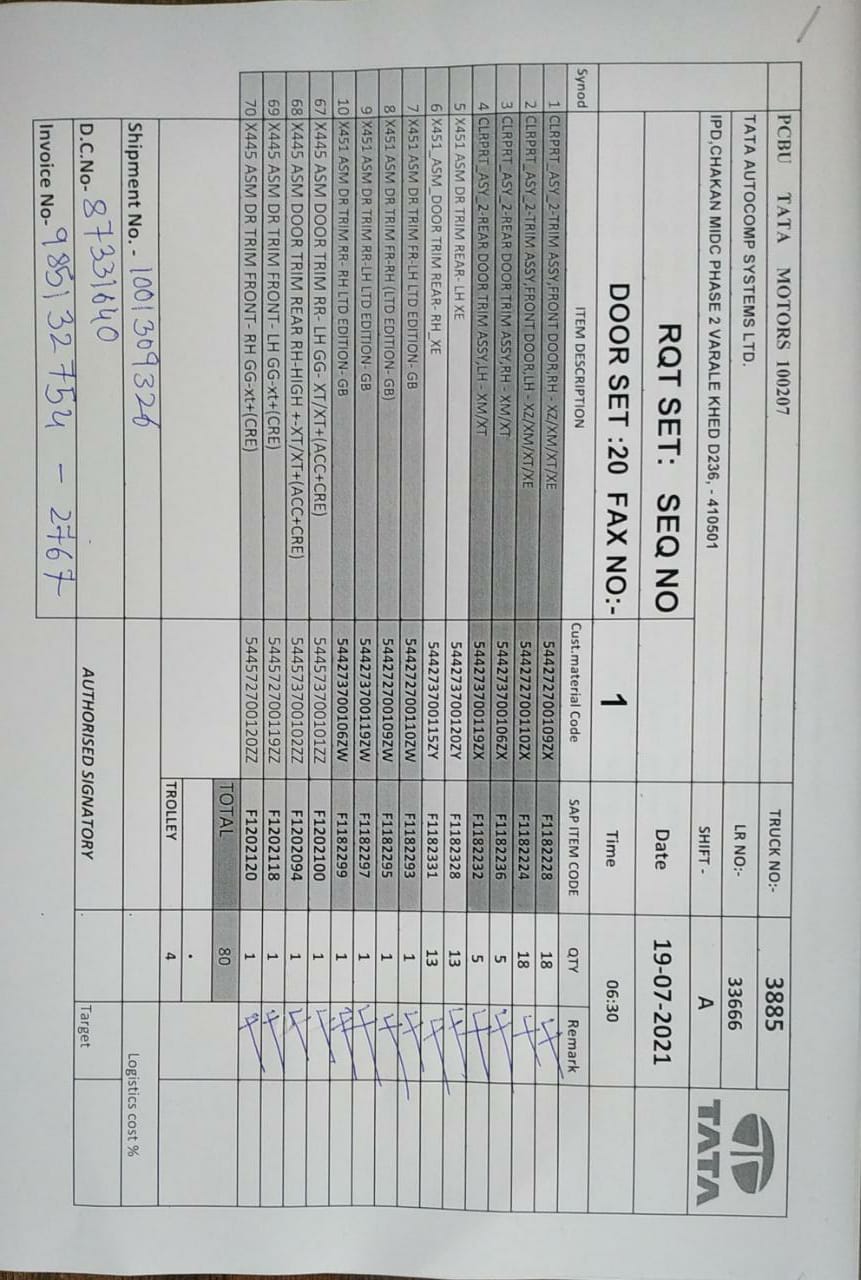 PCBU TATA MOTORS 100207 TRUCK NO:- 3885
TATA AUTOCOMP SYSTEMS LTD. LR NO:- 33666
IPD,CHAKAN MIDC PHASE 2 VARALE KHED D236, - 410501 SHIFT - A
TATA
RQT SET: SEQ NO Date 19-07-2021
DOOR SET :20 FAX NO:- 1 Time 06:30
Synod ITEM DESCRIPTION Cust.material Code SAP ITEM CODE QTY Remark
1 CLRPRT_ASY_2-TRIM ASSY,FRONT DOOR,RH - XZ/XM/XT/XE 544272700109ZX F1182228 18
2 CLRPRT_ASY_2-TRIM ASSY,FRONT DOOR,LH - XZ/XM/XT/XE 544272700110ZX F1182224 18
3 CLRPRT_ASY_2-REAR DOOR TRIM ASSY,RH - XM/XT 544273700106ZX F1182236 5
4 CLRPRT_ASY_2-REAR DOOR TRIM ASSY,LH - XM/XT 544273700119ZX F1182232 5
5 X451 ASM DR TRIM REAR- LH XE 544273700120ZY F1182328 13
6 X451_ASM_DOOR TRIM REAR- RH_XE 544273700115ZY F1182331 13
7 X451 ASM DR TRIM FR-LH LTD EDITION- GB 544272700110ZW F1182293 1
8 X451 ASM DR TRIM FR-RH (LTD EDITION- GB) 544272700109ZW F1182295 1
9 X451 ASM DR TRIM RR-LH LTD EDITION- GB 544273700119ZW F1182297 1
10 X451 ASM DR TRIM RR- RH LTD EDITION- GB 544273700106ZW F1182299 1
67 X445 ASM DOOR TRIM RR- LH GG- XT/XT+(ACC+CRE) 544573700101ZZ F1202100 1
68 X445 ASM DOOR TRIM REAR RH-HIGH +-XT/XT+(ACC+CRE) 544573700102ZZ F1202094 1
69 X445 ASM DR TRIM FRONT- LH GG-xt+(CRE) 544572700119ZZ F1202118 1
70 X445 ASM DR TRIM FRONT- RH GG-xt+(CRE) 544572700120ZZ F1202120 1
TOTAL 80
TROLLEY 4
Shipment No. - 1001309326 Logistics cost %
D.C.No- 87331640 AUTHORISED SIGNATORY Target
Invoice No- 985132754 - 2767